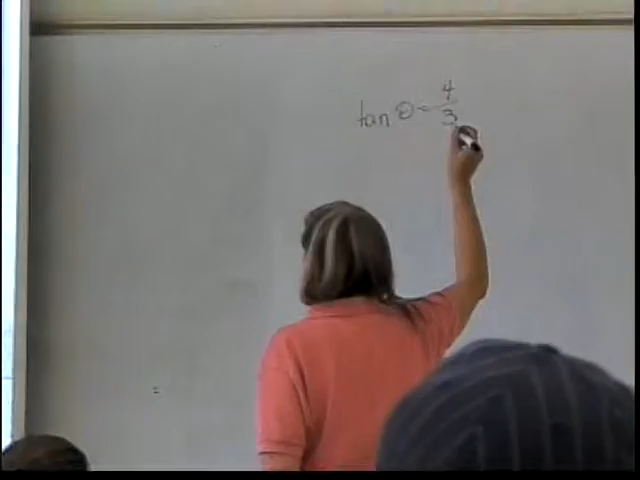 tan θ = 4/3